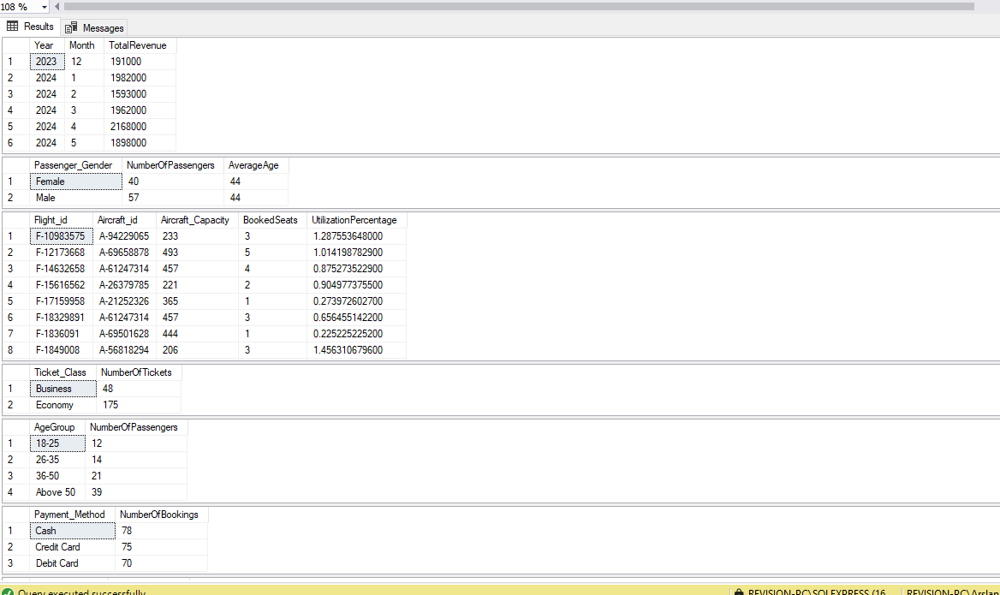 108 %
Results Messages
Year Month TotalRevenue
1 2023 12 191000
2 2024 1 1982000
3 2024 2 1593000
4 2024 3 1962000
5 2024 4 2168000
6 2024 5 1898000
Passenger_Gender NumberOfPassengers AverageAge
1 Female 40 44
2 Male 57 44
Flight_id Aircraft_id Aircraft_Capacity BookedSeats UtilizationPercentage
1 F-10983575 A-94229065 233 3 1.287553648000
2 F-12173668 A-69658878 493 5 1.014198782900
3 F-14632658 A-61247314 457 4 0.875273522900
4 F-15616562 A-26379785 221 2 0.904977375500
5 F-17159958 A-21252326 365 1 0.273972602700
6 F-18329891 A-61247314 457 3 0.656455142200
7 F-1836091 A-69501628 444 1 0.225225225200
8 F-1849008 A-56818294 206 3 1.456310679600
Ticket_Class NumberOfTickets
1 Business 48
2 Economy 175
AgeGroup NumberOfPassengers
1 18-25 12
2 26-35 14
3 36-50 21
4 Above 50 39
Payment_Method NumberOfBookings
1 Cash 78
2 Credit Card 75
3 Debit Card 70
Query executed successfully REVISION-PC\SQLEXPRESS (16 REVISION-PC\Arslan